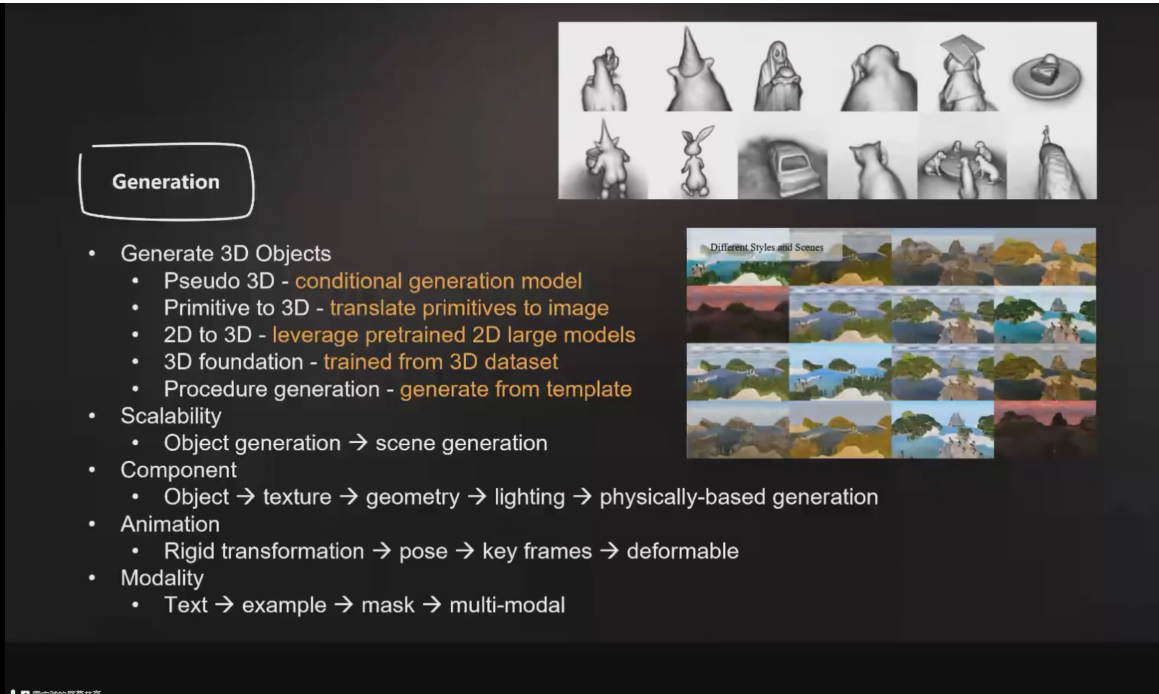 Generation
Different Styles and Scenes
• Generate 3D Objects
• Pseudo 3D - conditional generation model
• Primitive to 3D - translate primitives to image
• 2D to 3D - leverage pretrained 2D large models
• 3D foundation - trained from 3D dataset
• Procedure generation - generate from template
• Scalability
• Object generation → scene generation
• Component
• Object → texture → geometry → lighting → physically-based generation
• Animation
• Rigid transformation → pose → key frames → deformable
• Modality
• Text → example → mask → multi-modal